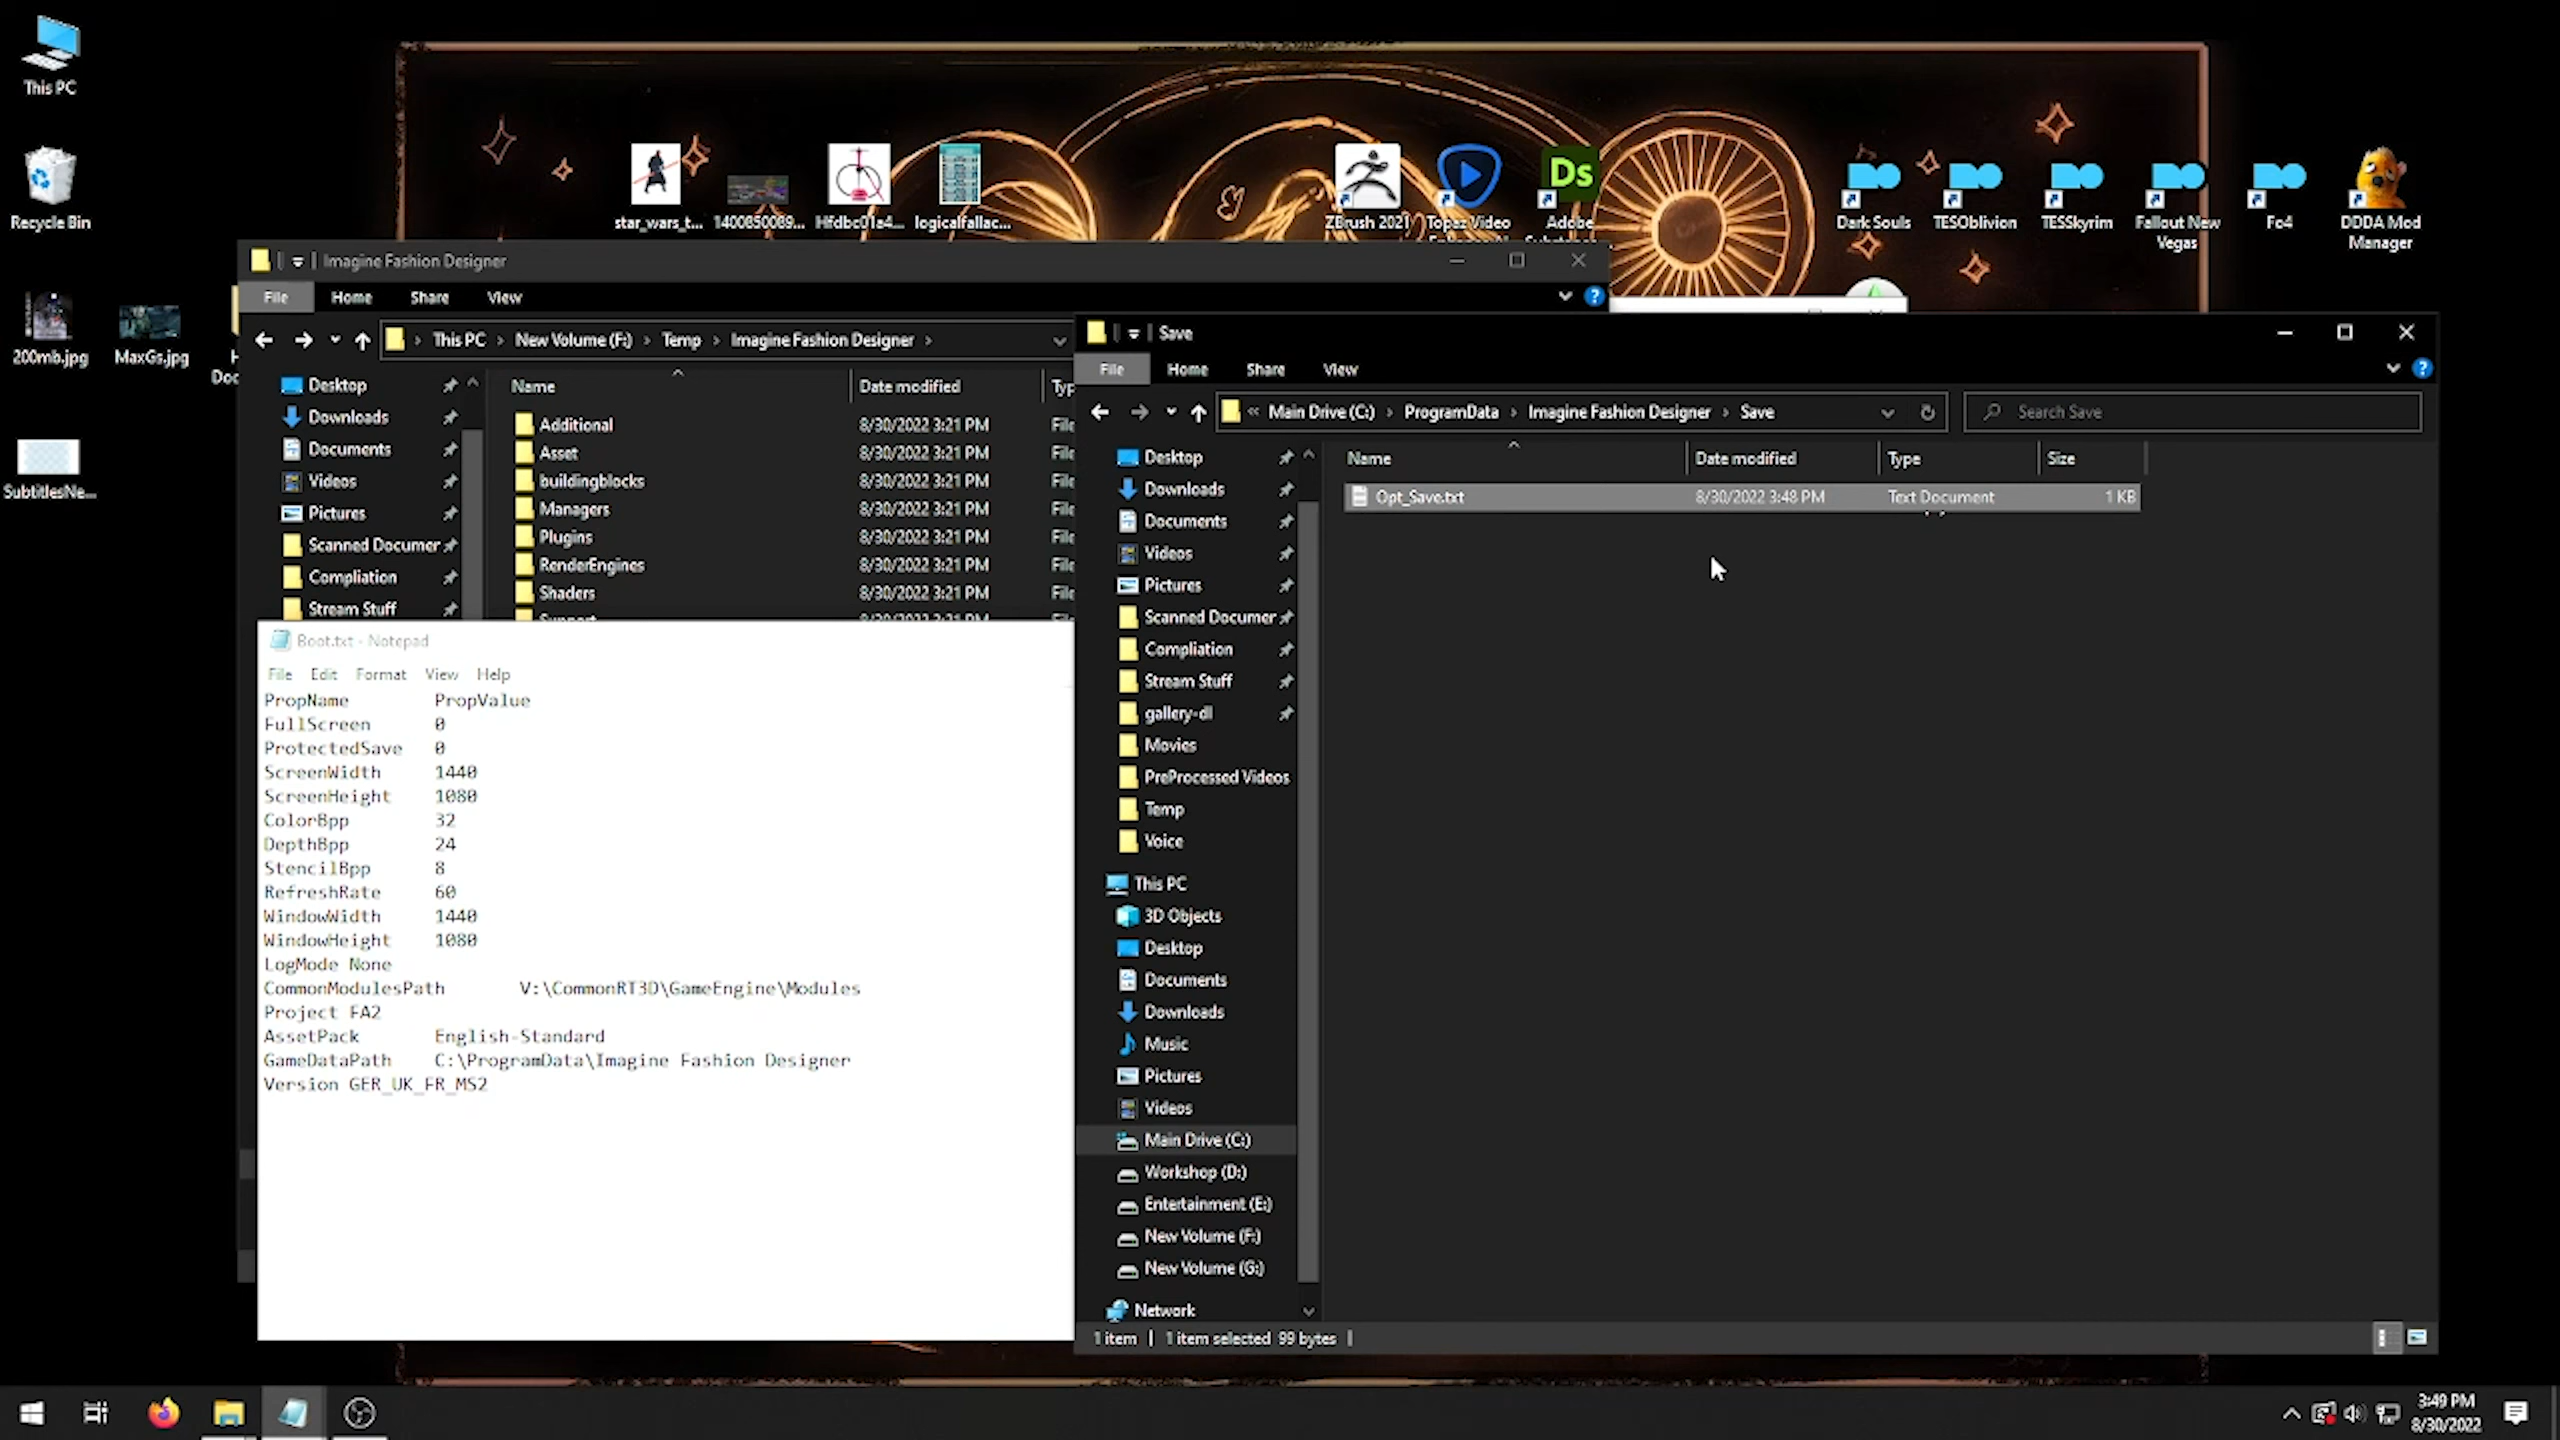 This PC
Recycle Bin
200mb.jpg
MaxGs.jpg
Doc
SubtitlesNe...
star_wars_t...
1400850089...
Hfdbc01a4...
logicalfallac...
ZBrush 2021
Topaz Video
Ds
Adobe
Dark Souls
TESOblivion
TESSkyrim
Fallout New
Vegas
Fo4
DDDA Mod
Manager
Imagine Fashion Designer
File Home Share View
This PC › New Volume (F:) › Temp › Imagine Fashion Designer ›
Name Date modified Typ
Desktop
Downloads
Documents
Videos
Pictures
Scanned Documer
Compliation
Stream Stuff
Additional 8/30/2022 3:21 PM File
Asset 8/30/2022 3:21 PM File
buildingblocks 8/30/2022 3:21 PM File
Managers 8/30/2022 3:21 PM File
Plugins 8/30/2022 3:21 PM File
RenderEngines 8/30/2022 3:21 PM File
Shaders 8/30/2022 3:21 PM File
Boot.txt - Notepad
File Edit Format View Help
PropName PropValue
FullScreen 0
ProtectedSave 0
ScreenWidth 1440
ScreenHeight 1080
ColorBpp 32
DepthBpp 24
StencilBpp 8
RefreshRate 60
WindowWidth 1440
WindowHeight 1080
LogMode None
CommonModulesPath V:\CommonRT3D\GameEngine\Modules
Project FA2
AssetPack English-Standard
GameDataPath C:\ProgramData\Imagine Fashion Designer
Version GER_UK_FR_MS2
Save
File Home Share View
« Main Drive (C:) › ProgramData › Imagine Fashion Designer › Save
Search Save
Name Date modified Type Size
Opt_Save.txt 8/30/2022 3:48 PM Text Document 1 KB
Desktop
Downloads
Documents
Videos
Pictures
Scanned Documer
Compliation
Stream Stuff
gallery-dl
Movies
PreProcessed Videos
Temp
Voice
This PC
3D Objects
Desktop
Documents
Downloads
Music
Pictures
Videos
Main Drive (C:)
Workshop (D:)
Entertainment (E:)
New Volume (F:)
New Volume (G:)
Network
1 item | 1 item selected 99 bytes |
3:49 PM
8/30/2022